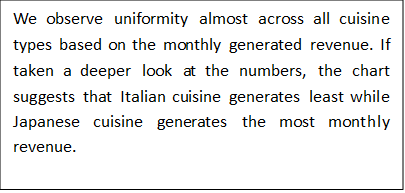 We observe uniformity almost across all cuisine
types based on the monthly generated revenue. If
taken a deeper look at the numbers, the chart
suggests that Italian cuisine generates least while
Japanese cuisine generates the most monthly
revenue.